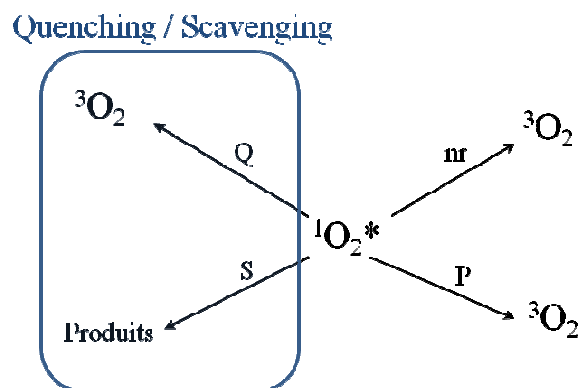 Quenching / Scavenging
³O₂
³O₂
Q
nr
¹O₂*
S
P
Produits
³O₂